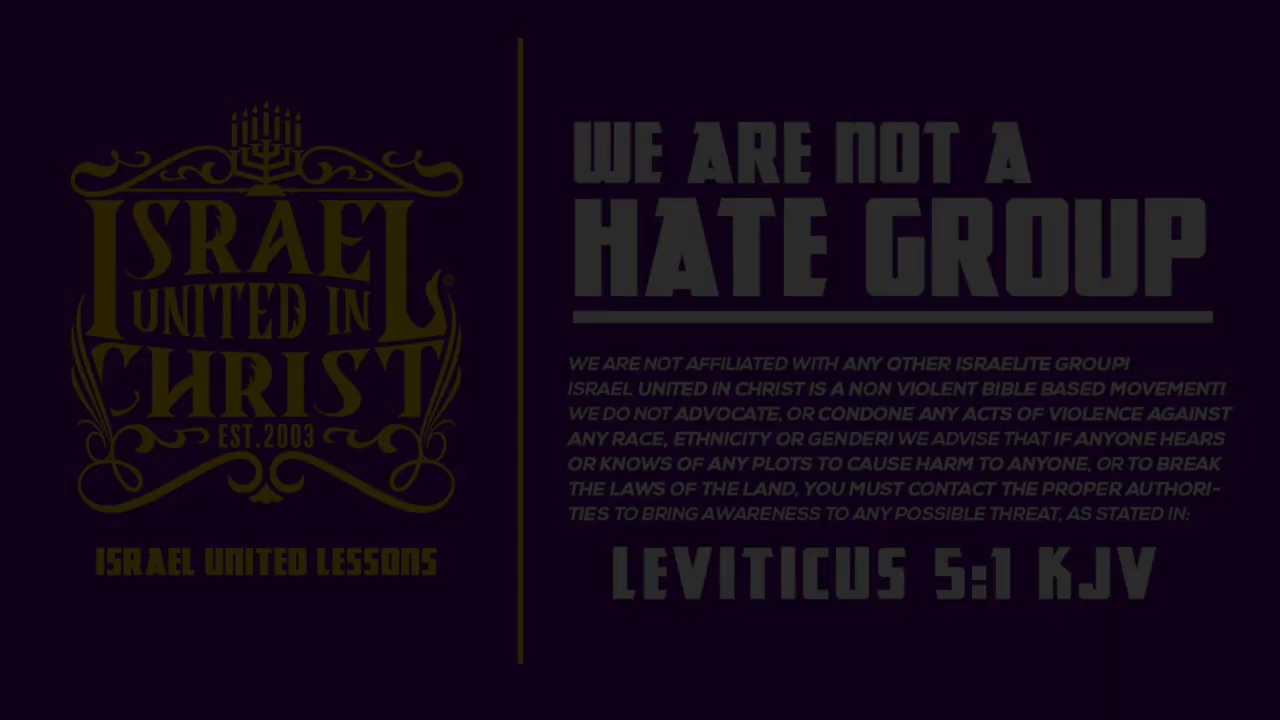 ISRAEL
UNITED IN
CHRIST
EST.2003
ISRAEL UNITED LESSONS
WE ARE NOT A
HATE GROUP
WE ARE NOT AFFILIATED WITH ANY OTHER ISRAELITE GROUP!
ISRAEL UNITED IN CHRIST IS A NON VIOLENT BIBLE BASED MOVEMENT!
WE DO NOT ADVOCATE, OR CONDONE ANY ACTS OF VIOLENCE AGAINST
ANY RACE, ETHNICITY OR GENDER! WE ADVISE THAT IF ANYONE HEARS
OR KNOWS OF ANY PLOTS TO CAUSE HARM TO ANYONE, OR TO BREAK
THE LAWS OF THE LAND, YOU MUST CONTACT THE PROPER AUTHORI-
TIES TO BRING AWARENESS TO ANY POSSIBLE THREAT, AS STATED IN:
LEVITICUS 5:1 KJV